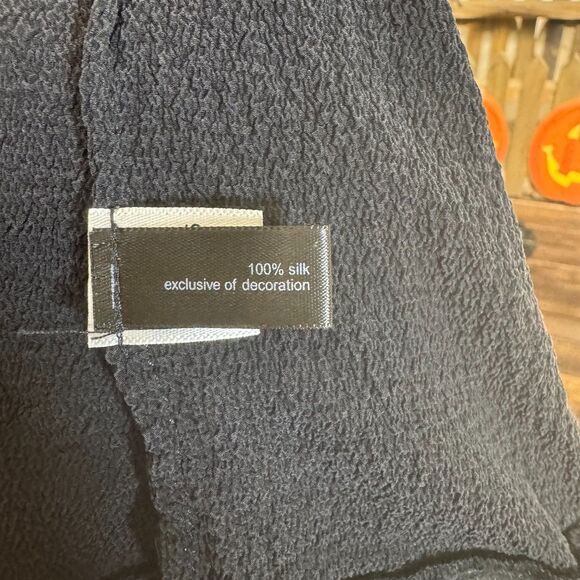 100% silk
exclusive of decoration